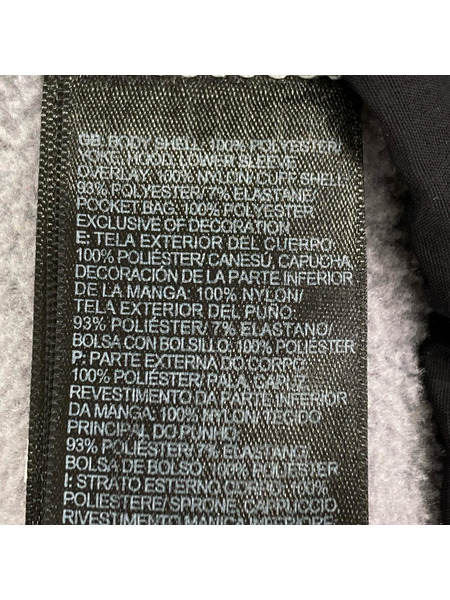 GB: BODY SHELL: 100% POLYESTER/
YOKE, HOOD, LOWER SLEEVE
OVERLAY: 100% NYLON/ CUFF SHELL:
93% POLYESTER/ 7% ELASTANE/
POCKET BAG: 100% POLYESTER
EXCLUSIVE OF DECORATION
E: TELA EXTERIOR DEL CUERPO:
100% POLIÉSTER/ CANESÚ, CAPUCHA,
DECORACIÓN DE LA PARTE INFERIOR
DE LA MANGA: 100% NYLON/
TELA EXTERIOR DEL PUÑO:
93% POLIÉSTER/ 7% ELASTANO/
BOLSA CON BOLSILLO: 100% POLIÉSTER
P: PARTE EXTERNA DO CORPO:
100% POLIÉSTER/ PALA, CAPUZ,
REVESTIMENTO DA PARTE INFERIOR
DA MANGA: 100% NYLON/ TECIDO
PRINCIPAL DO PUNHO:
93% POLIÉSTER/ 7% ELASTANO/
BOLSA DE BOLSO: 100% POLIÉSTER
I: STRATO ESTERNO CORPO: 100%
POLIESTERE/ SPRONE, CAPPUCCIO,
RIVESTIMENTO MANICA INFERIORE